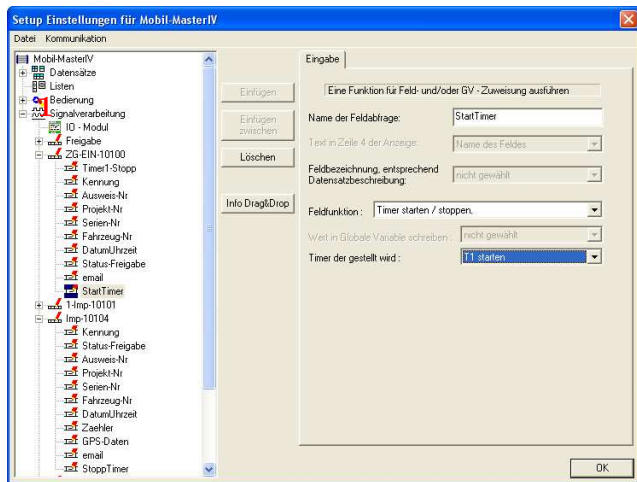 Setup Einstellungen für Mobil-MasterIV
Datei Kommunikation
Mobil-MasterIV
Datensätze
Listen
Bedienung
Signalverarbeitung
IO - Modul
Freigabe
ZG-EIN-10100
Timer1-Stopp
Kennung
Ausweis-Nr
Projekt-Nr
Serien-Nr
Fahrzeug-Nr
DatumUhrzeit
Status-Freigabe
email
StartTimer
1-Imp-10101
Imp-10104
Kennung
Status-Freigabe
Ausweis-Nr
Projekt-Nr
Serien-Nr
Fahrzeug-Nr
DatumUhrzeit
Zaehler
GPS-Daten
email
StoppTimer
Einfügen
Einfügen
zwischen
Löschen
Info Drag&Drop
Eingabe
Eine Funktion für Feld- und/oder GV - Zuweisung ausführen
Name der Feldabfrage: StartTimer
Text in Zeile 4 der Anzeige: Name des Feldes
Feldbezeichnung, entsprechend
Datensatzbeschreibung: nicht gewählt
Feldfunktion : Timer starten / stoppen.
Wert in Globale Variable schreiben : nicht gewählt
Timer der gestellt wird : T1 starten
OK